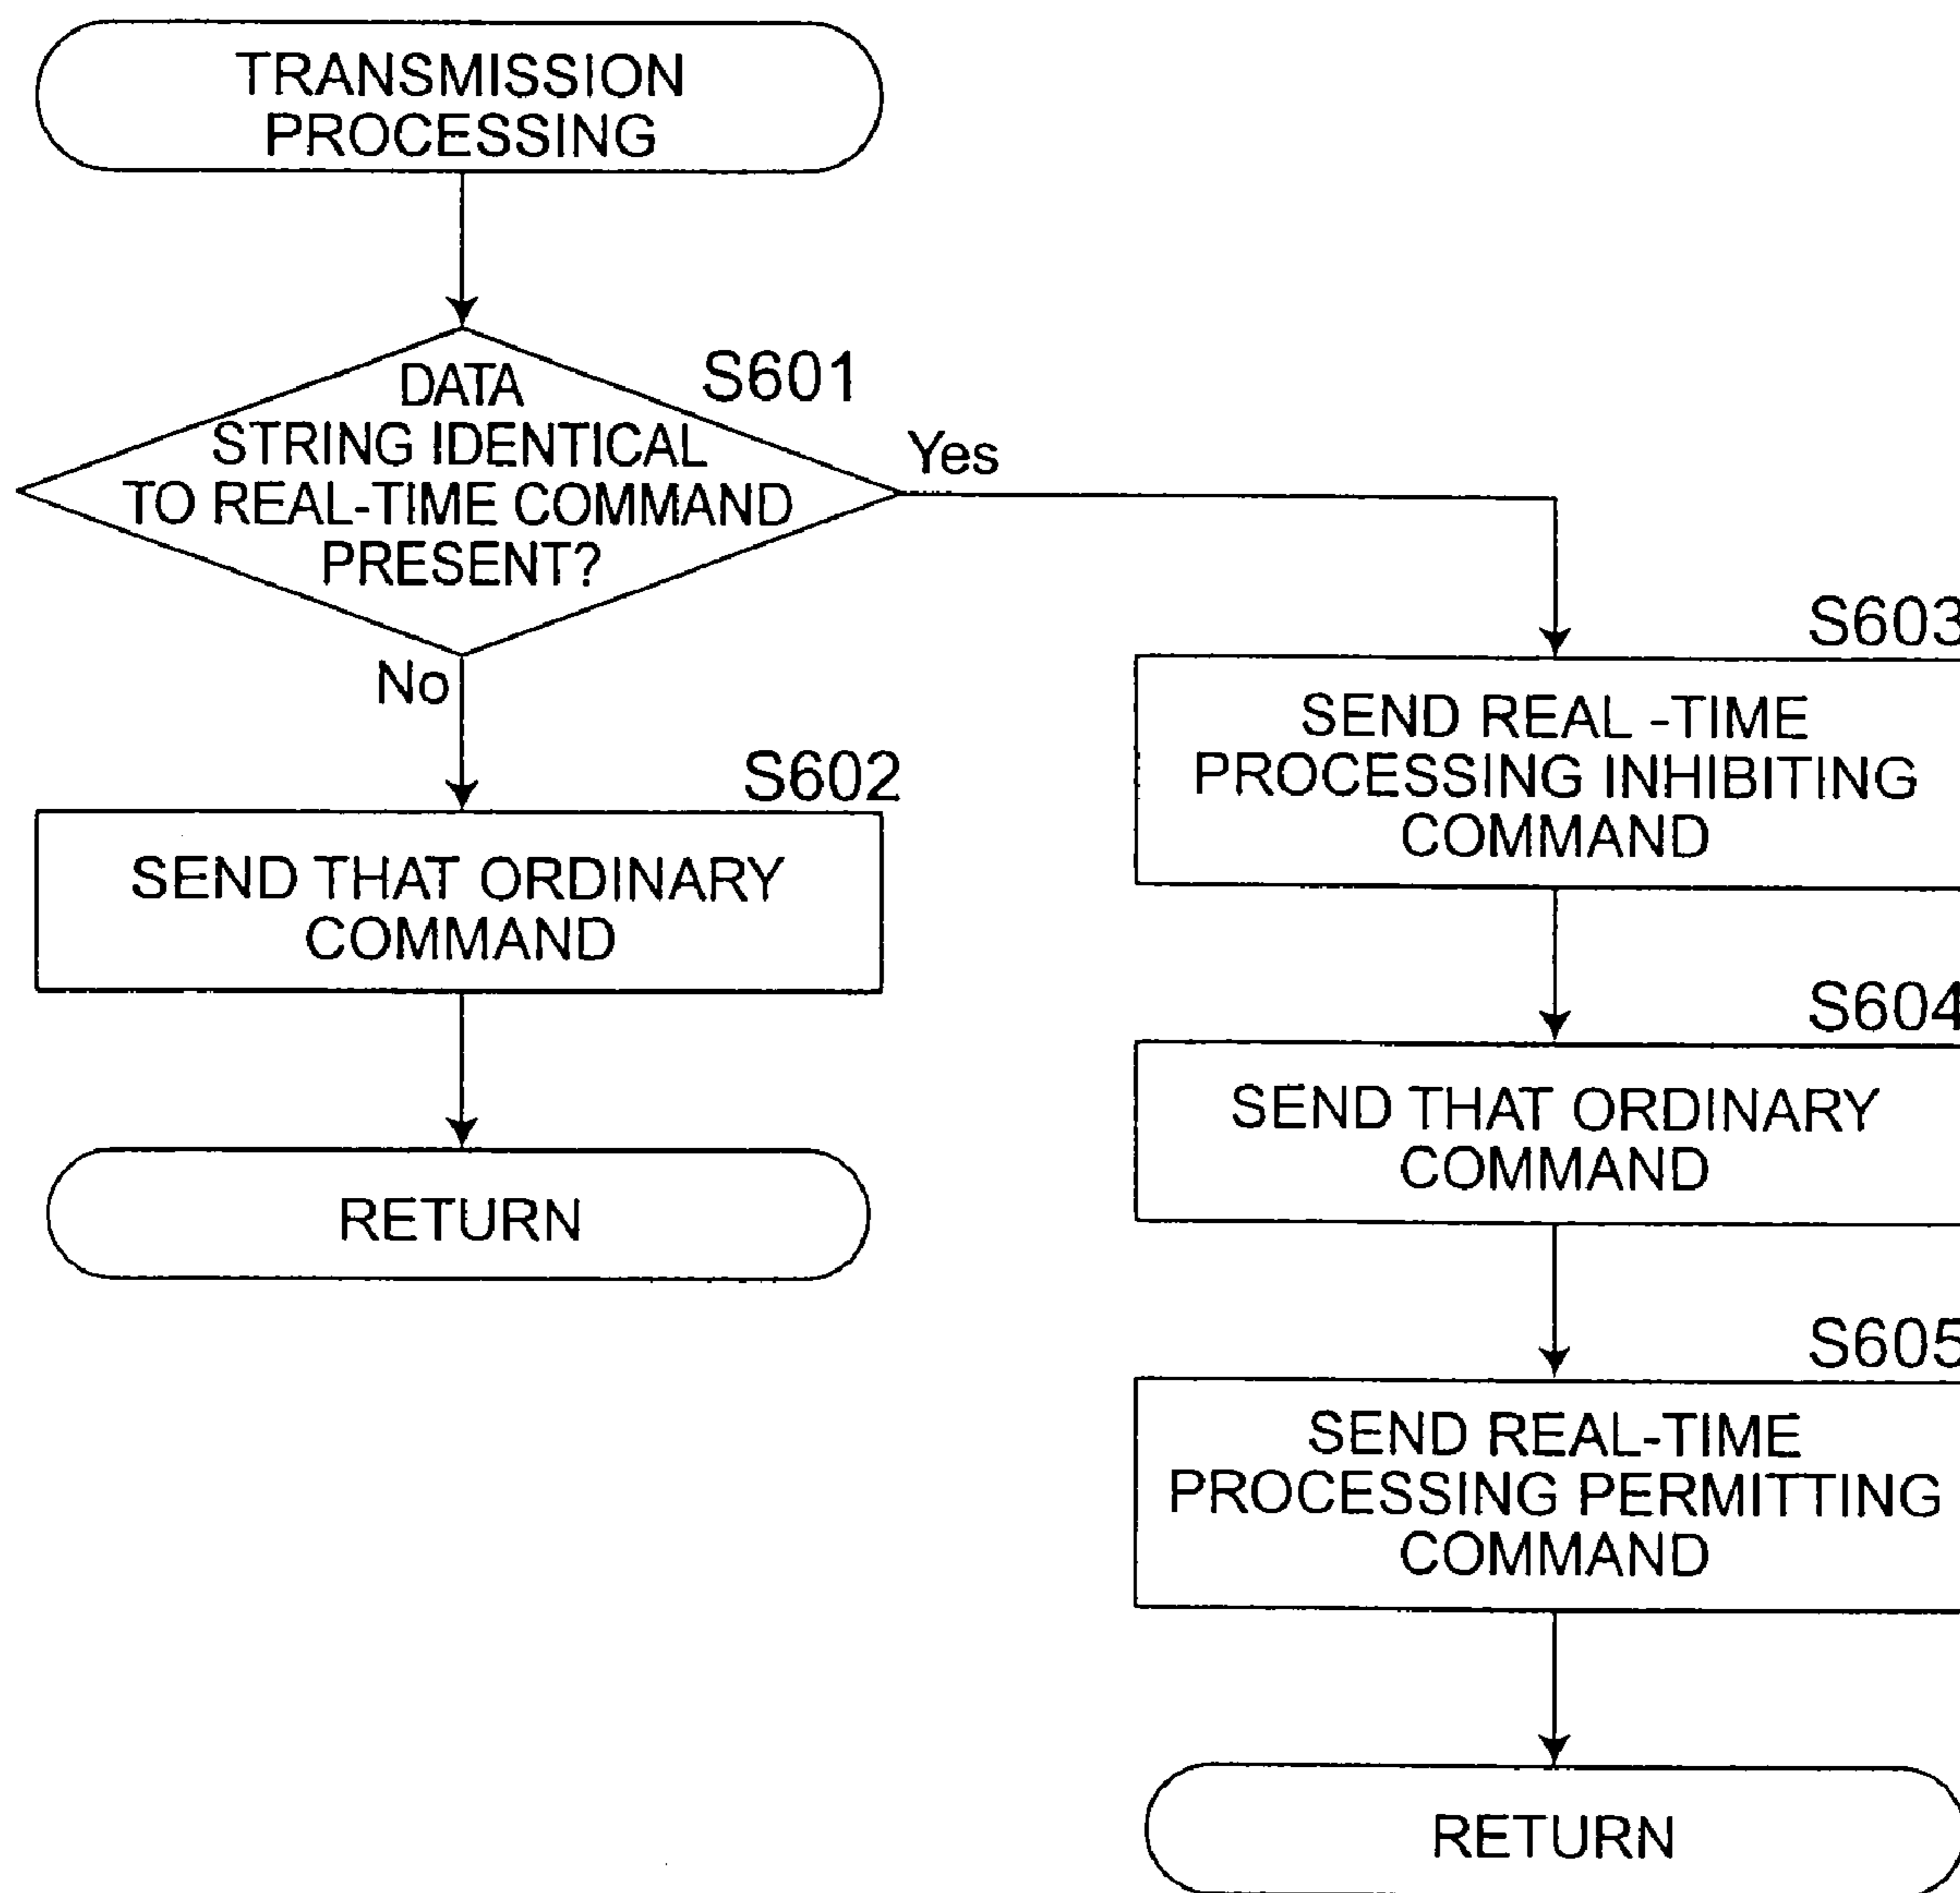 TRANSMISSION
PROCESSING
S601
DATA
STRING IDENTICAL
TO REAL-TIME COMMAND
PRESENT?
Yes
No
S602
SEND THAT ORDINARY
COMMAND
RETURN
S603
SEND REAL -TIME
PROCESSING INHIBITING
COMMAND
S604
SEND THAT ORDINARY
COMMAND
S605
SEND REAL-TIME
PROCESSING PERMITTING
COMMAND
RETURN